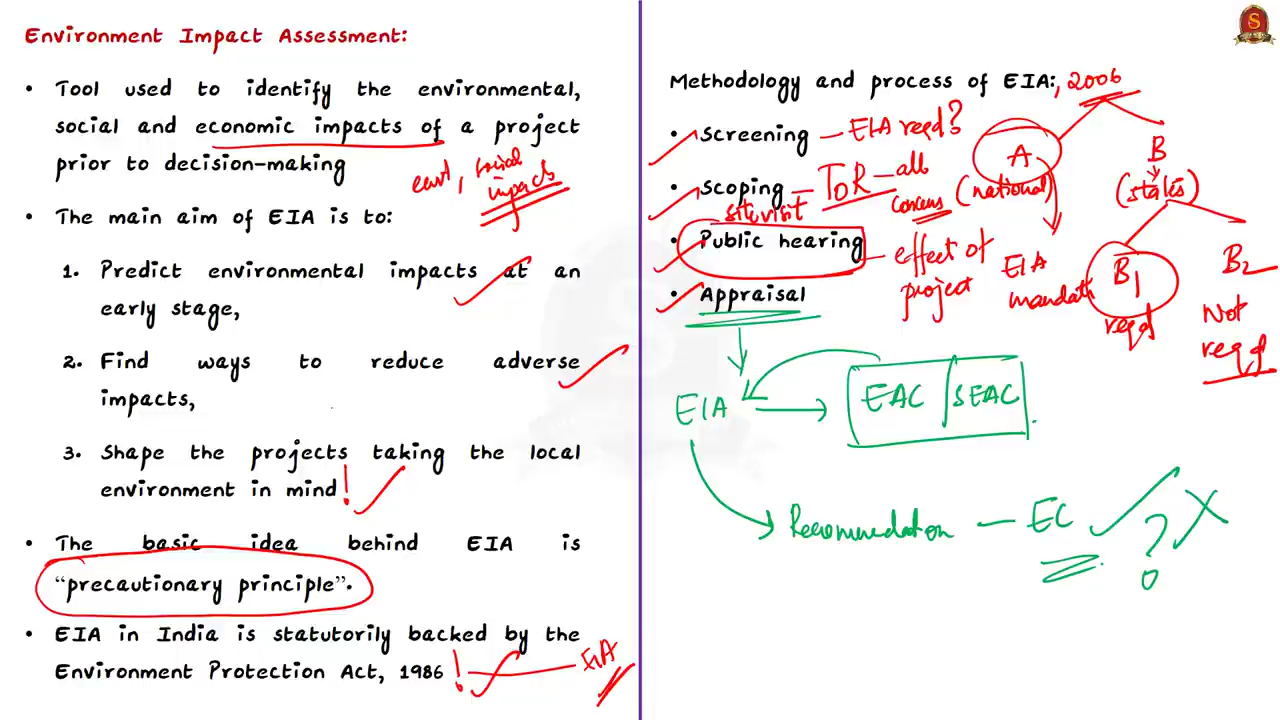 Environment Impact Assessment:
• Tool used to identify the environmental,
social and economic impacts of a project
prior to decision-making
envt, social
impacts
• The main aim of EIA is to:
1. Predict environmental impacts at an
early stage,
2. Find ways to reduce adverse
impacts,
3. Shape the projects taking the local
environment in mind!
• The basic idea behind EIA is
"precautionary principle".
• EIA in India is statutorily backed by the
Environment Protection Act, 1986 !
EIA
Methodology and process of EIA:, 2006
• Screening – EIA reqd?
• Scoping – ToR – all
concerns
site visit
• Public hearing – effect of
project
• Appraisal
A
(national)
EIA
mandat
B
(states)
B1
reqd
B2
Not
reqd
EIA
EAC
SEAC
Recommendation – EC
?
S